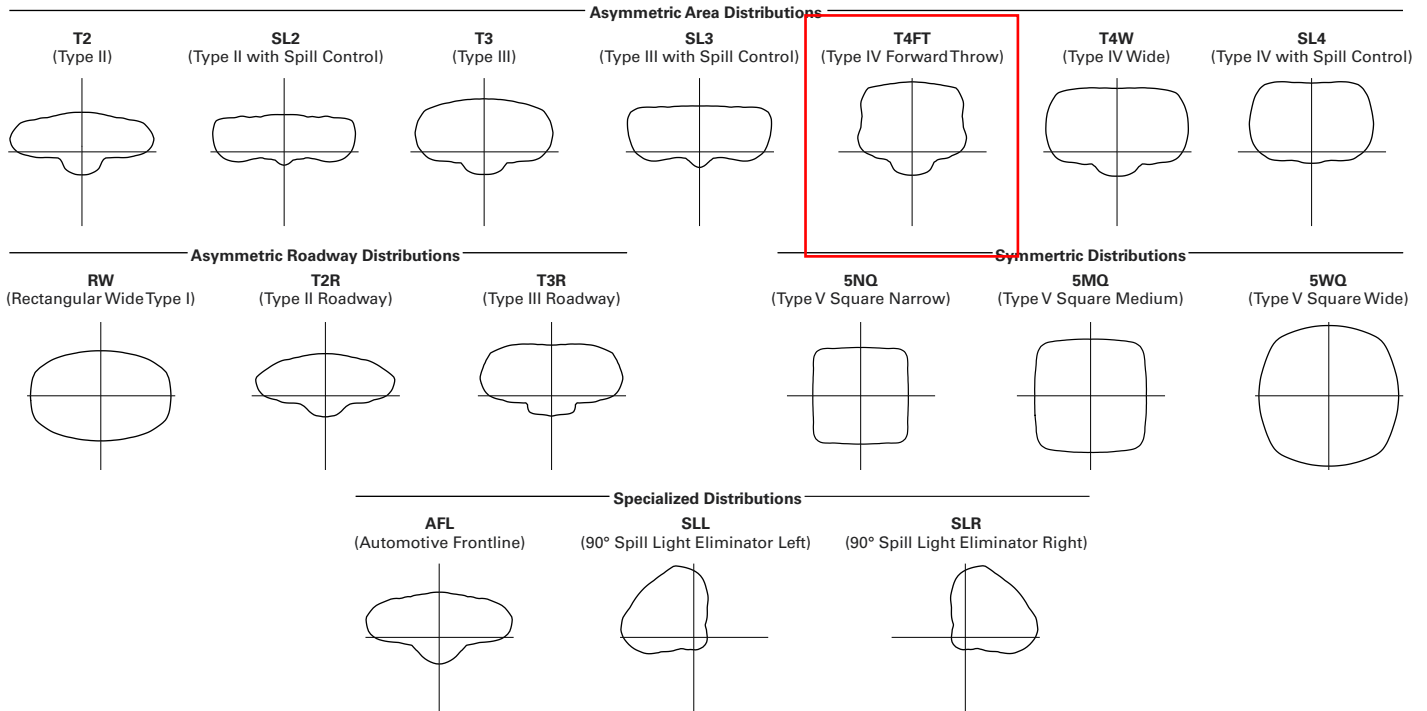 Asymmetric Area Distributions
T2
(Type II)
SL2
(Type II with Spill Control)
T3
(Type III)
SL3
(Type III with Spill Control)
T4FT
(Type IV Forward Throw)
T4W
(Type IV Wide)
SL4
(Type IV with Spill Control)
Asymmetric Roadway Distributions
RW
(Rectangular Wide Type I)
T2R
(Type II Roadway)
T3R
(Type III Roadway)
Symmertric Distributions
5NQ
(Type V Square Narrow)
5MQ
(Type V Square Medium)
5WQ
(Type V Square Wide)
Specialized Distributions
AFL
(Automotive Frontline)
SLL
(90° Spill Light Eliminator Left)
SLR
(90° Spill Light Eliminator Right)